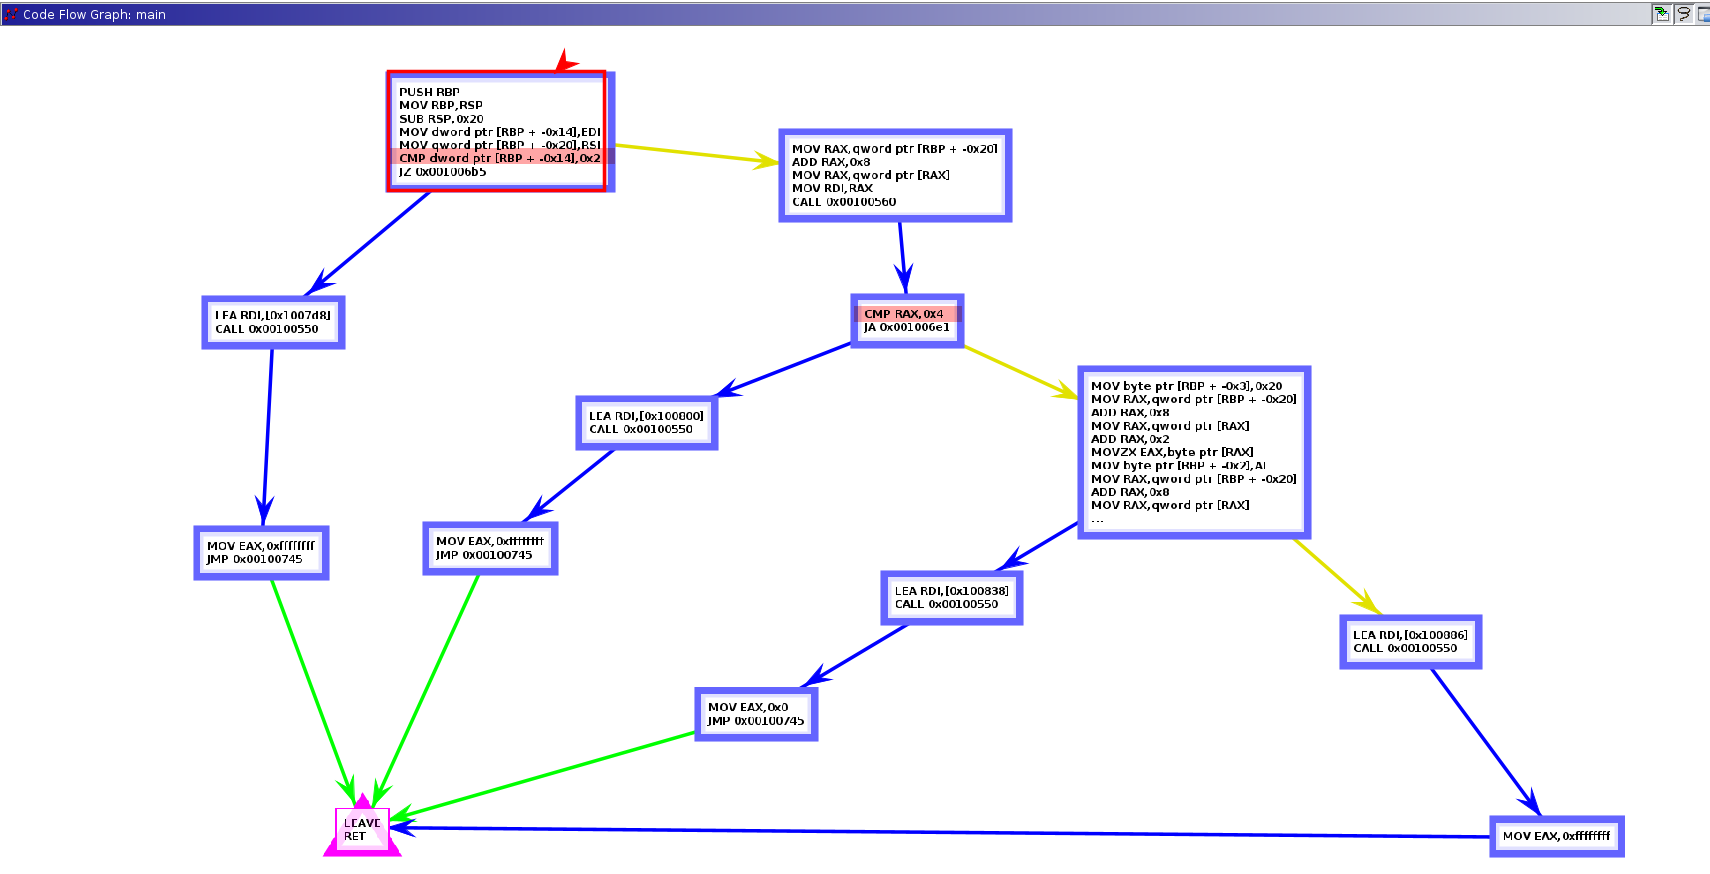 Code Flow Graph: main
PUSH RBP
MOV RBP,RSP
SUB RSP,0x20
MOV dword ptr [RBP + -0x14],EDI
MOV qword ptr [RBP + -0x20],RSI
CMP dword ptr [RBP + -0x14],0x2
JZ 0x001006b5
MOV RAX,qword ptr [RBP + -0x20]
ADD RAX,0x8
MOV RAX,qword ptr [RAX]
MOV RDI,RAX
CALL 0x00100560
LEA RDI,[0x1007d8]
CALL 0x00100550
CMP RAX,0x4
JA 0x001006e1
LEA RDI,[0x100800]
CALL 0x00100550
MOV byte ptr [RBP + -0x3],0x20
MOV RAX,qword ptr [RBP + -0x20]
ADD RAX,0x8
MOV RAX,qword ptr [RAX]
ADD RAX,0x2
MOVZX EAX,byte ptr [RAX]
MOV byte ptr [RBP + -0x2],AL
MOV RAX,qword ptr [RBP + -0x20]
ADD RAX,0x8
MOV RAX,qword ptr [RAX]
...
MOV EAX,0xffffffff
JMP 0x00100745
MOV EAX,0xffffffff
JMP 0x00100745
LEA RDI,[0x100838]
CALL 0x00100550
LEA RDI,[0x100886]
CALL 0x00100550
MOV EAX,0x0
JMP 0x00100745
LEAVE
RET
MOV EAX,0xffffffff